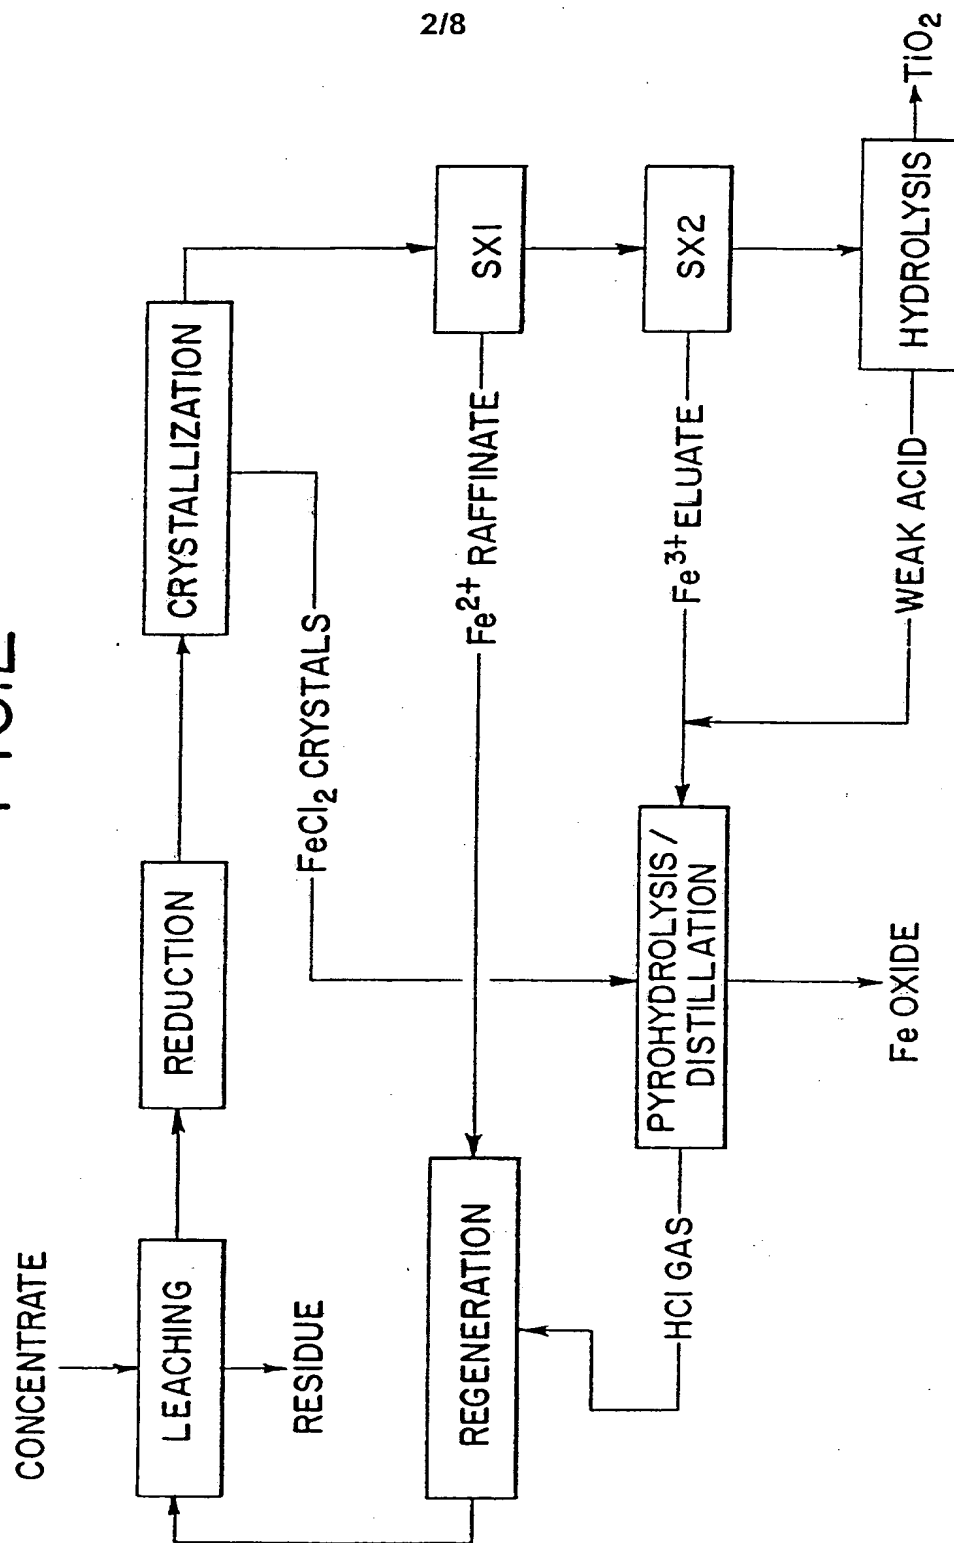 2/8
CONCENTRATE
LEACHING
RESIDUE
REDUCTION
CRYSTALLIZATION
FeCl₂ CRYSTALS
REGENERATION
Fe²⁺ RAFFINATE
SX1
HCl GAS
PYROHYDROLYSIS/
DISTILLATION
Fe³⁺ ELUATE
SX2
Fe OXIDE
WEAK ACID
HYDROLYSIS
TiO₂